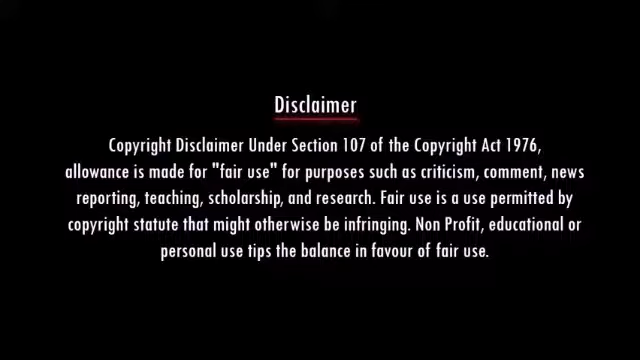 Disclaimer
Copyright Disclaimer Under Section 107 of the Copyright Act 1976,
allowance is made for "fair use" for purposes such as criticism, comment, news
reporting, teaching, scholarship, and research. Fair use is a use permitted by
copyright statute that might otherwise be infringing. Non Profit, educational or
personal use tips the balance in favour of fair use.